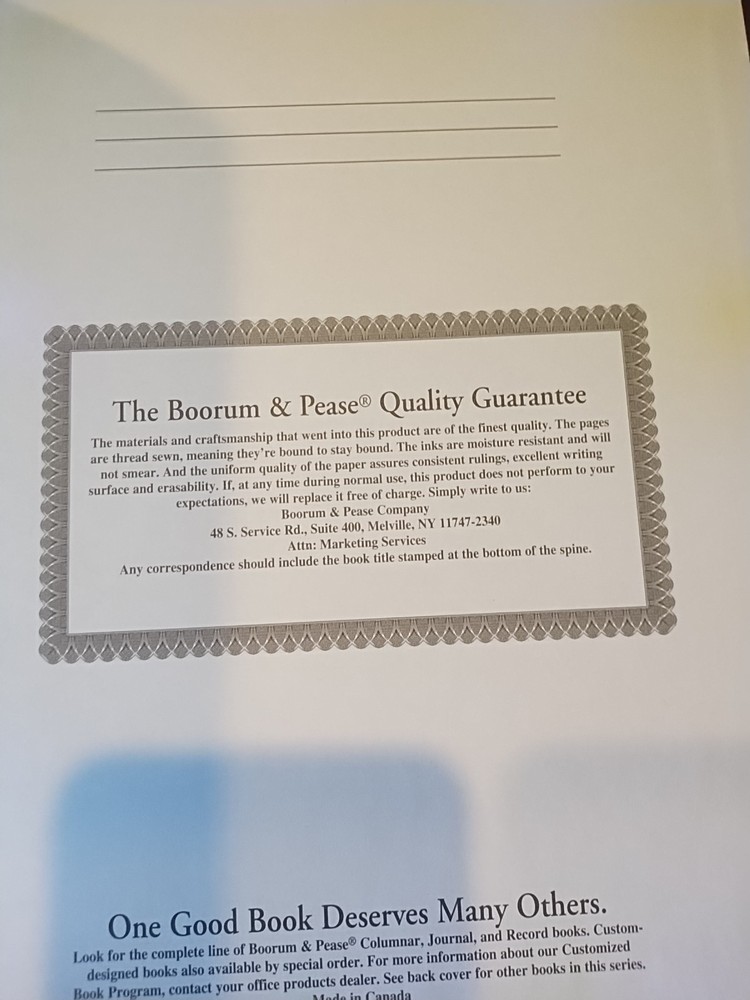 The Boorum & Pease® Quality Guarantee
The materials and craftsmanship that went into this product are of the finest quality. The pages
are thread sewn, meaning they're bound to stay bound. The inks are moisture resistant and will
not smear. And the uniform quality of the paper assures consistent rulings, excellent writing
surface and erasability. If, at any time during normal use, this product does not perform to your
expectations, we will replace it free of charge. Simply write to us:
Boorum & Pease Company
48 S. Service Rd., Suite 400, Melville, NY 11747-2340
Attn: Marketing Services
Any correspondence should include the book title stamped at the bottom of the spine.
One Good Book Deserves Many Others.
Look for the complete line of Boorum & Pease® Columnar, Journal, and Record books. Custom-
designed books also available by special order. For more information about our Customized
Book Program, contact your office products dealer. See back cover for other books in this series.
Made in Canada